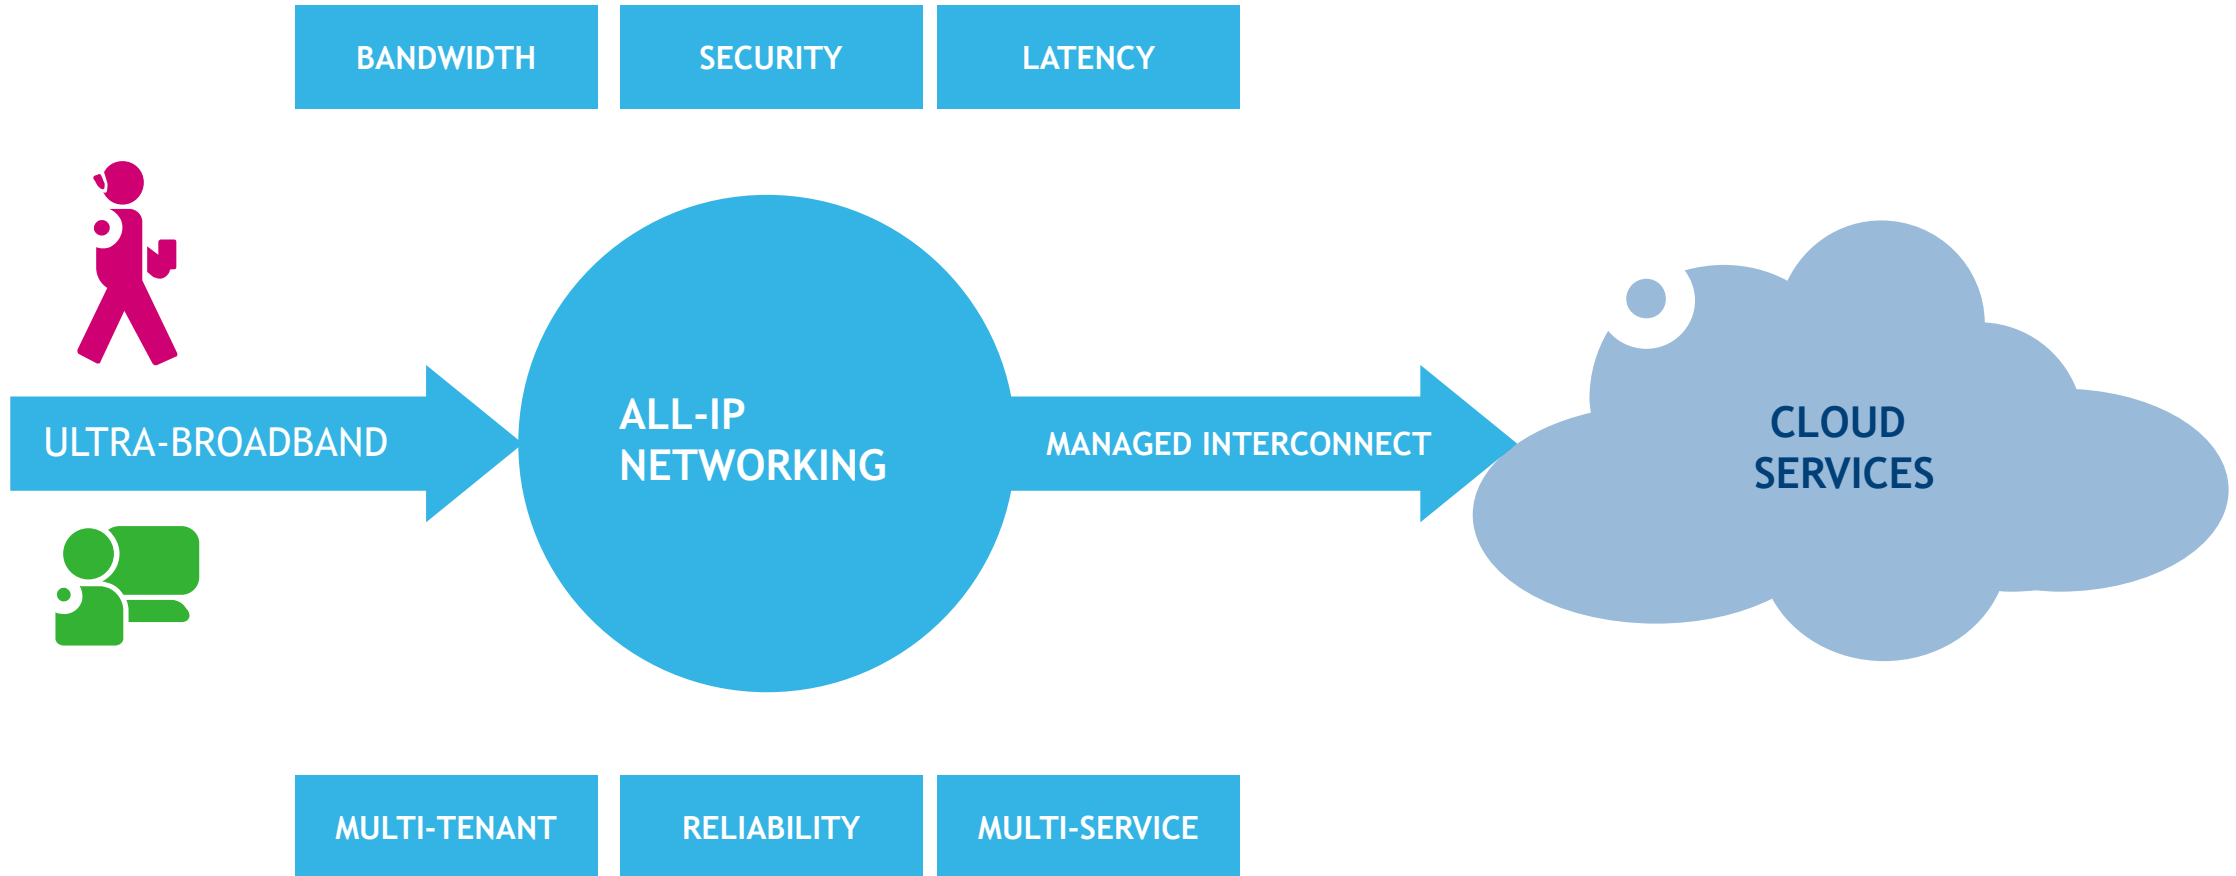 BANDWIDTH
SECURITY
LATENCY
ULTRA-BROADBAND
ALL-IP
NETWORKING
MANAGED INTERCONNECT
CLOUD
SERVICES
MULTI-TENANT
RELIABILITY
MULTI-SERVICE